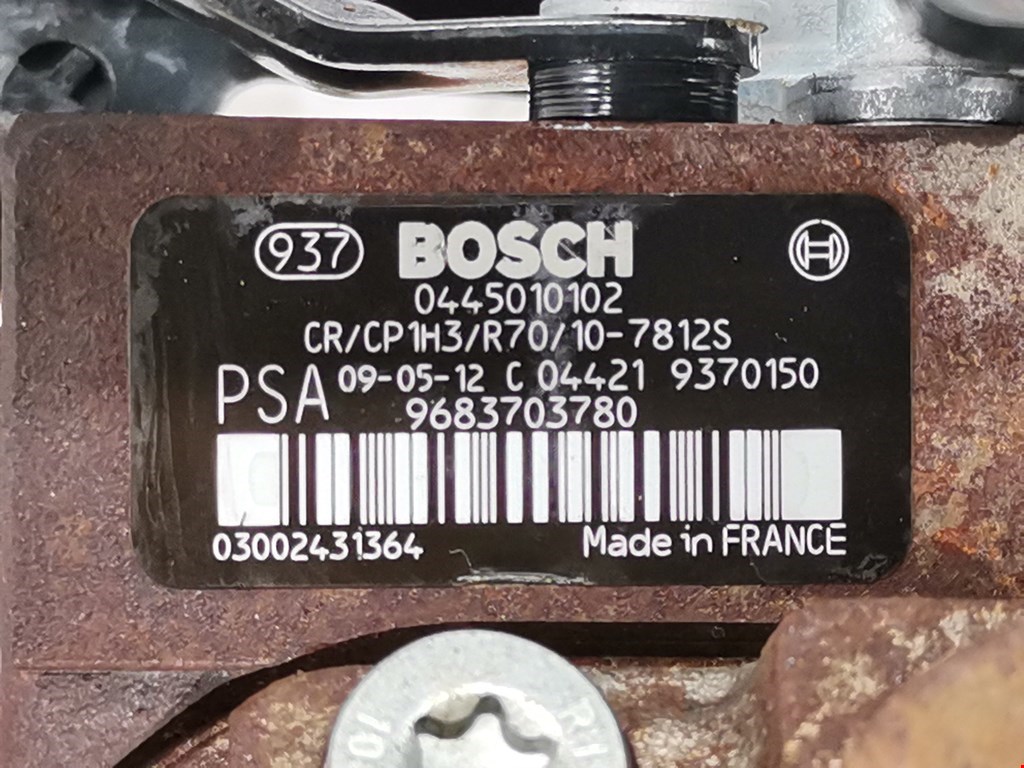 937 BOSCH
0445010102
CR/CP1H3/R70/10-7812S
PSA 09-05-12 C 04421 9370150
9683703780
03002431364 Made in FRANCE